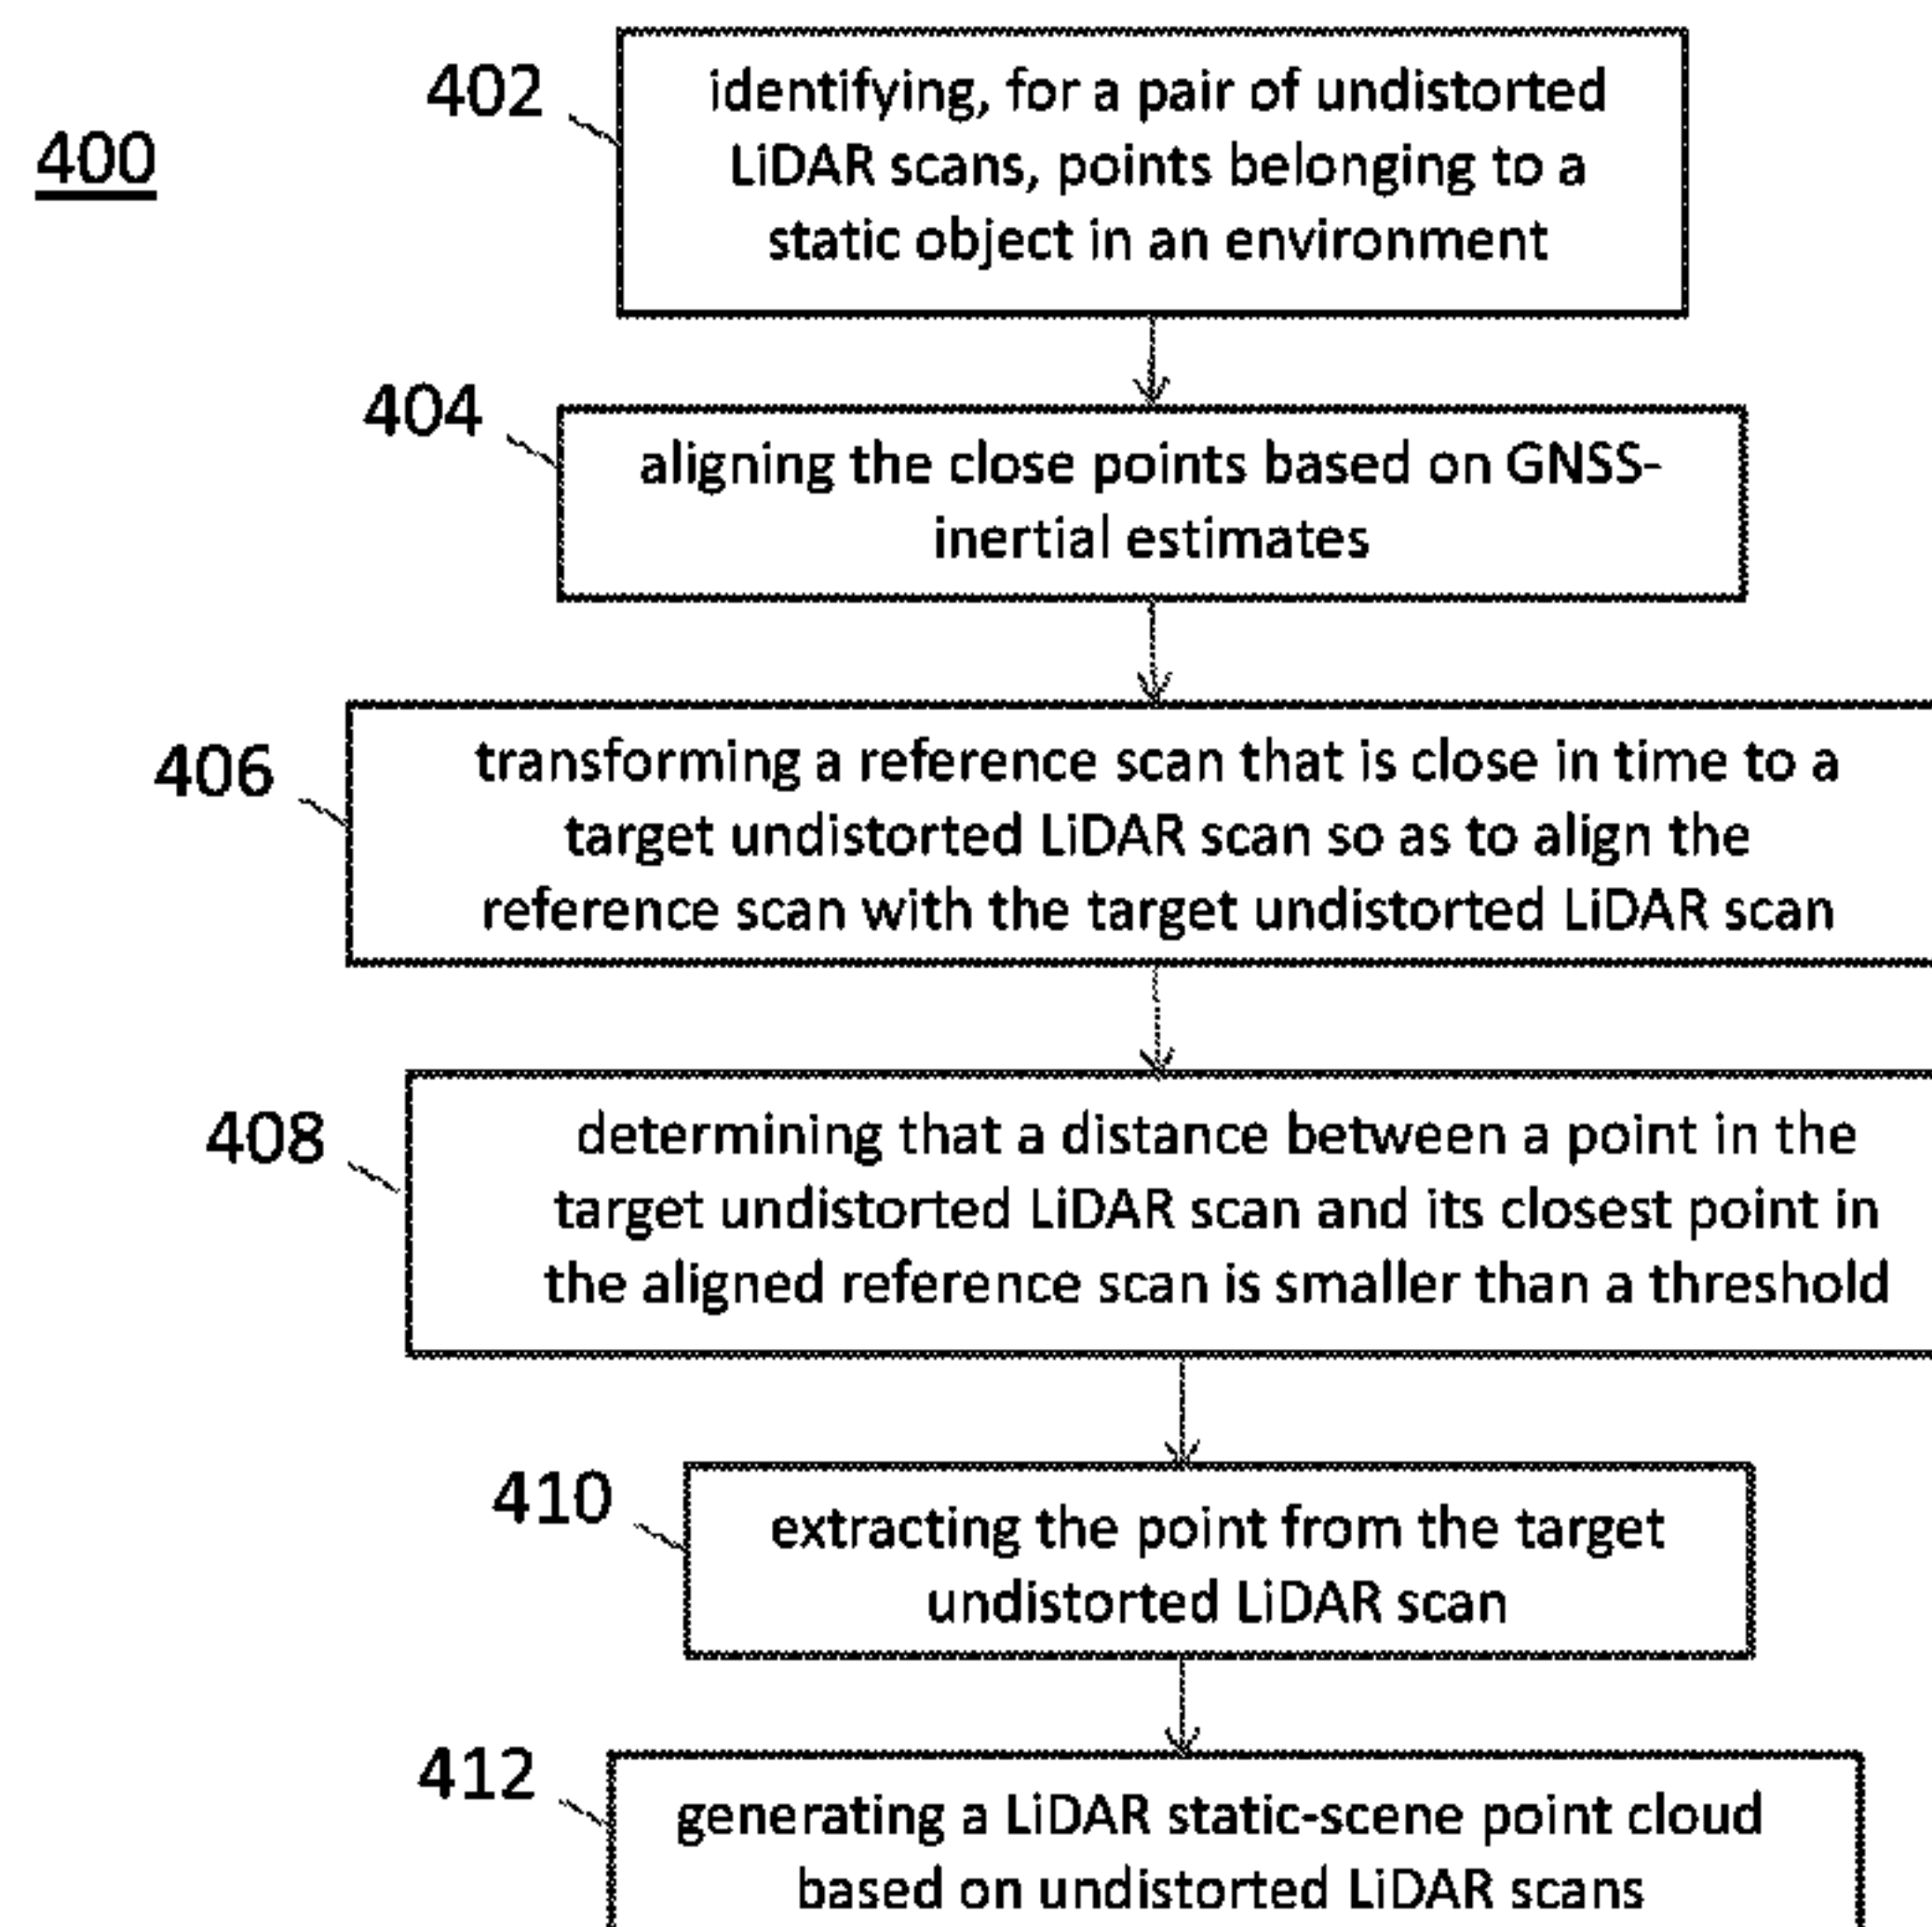 400
402
identifying, for a pair of undistorted
LiDAR scans, points belonging to a
static object in an environment
404
aligning the close points based on GNSS-
inertial estimates
406
transforming a reference scan that is close in time to a
target undistorted LiDAR scan so as to align the
reference scan with the target undistorted LiDAR scan
408
determining that a distance between a point in the
target undistorted LiDAR scan and its closest point in
the aligned reference scan is smaller than a threshold
410
extracting the point from the target
undistorted LiDAR scan
412
generating a LiDAR static-scene point cloud
based on undistorted LiDAR scans